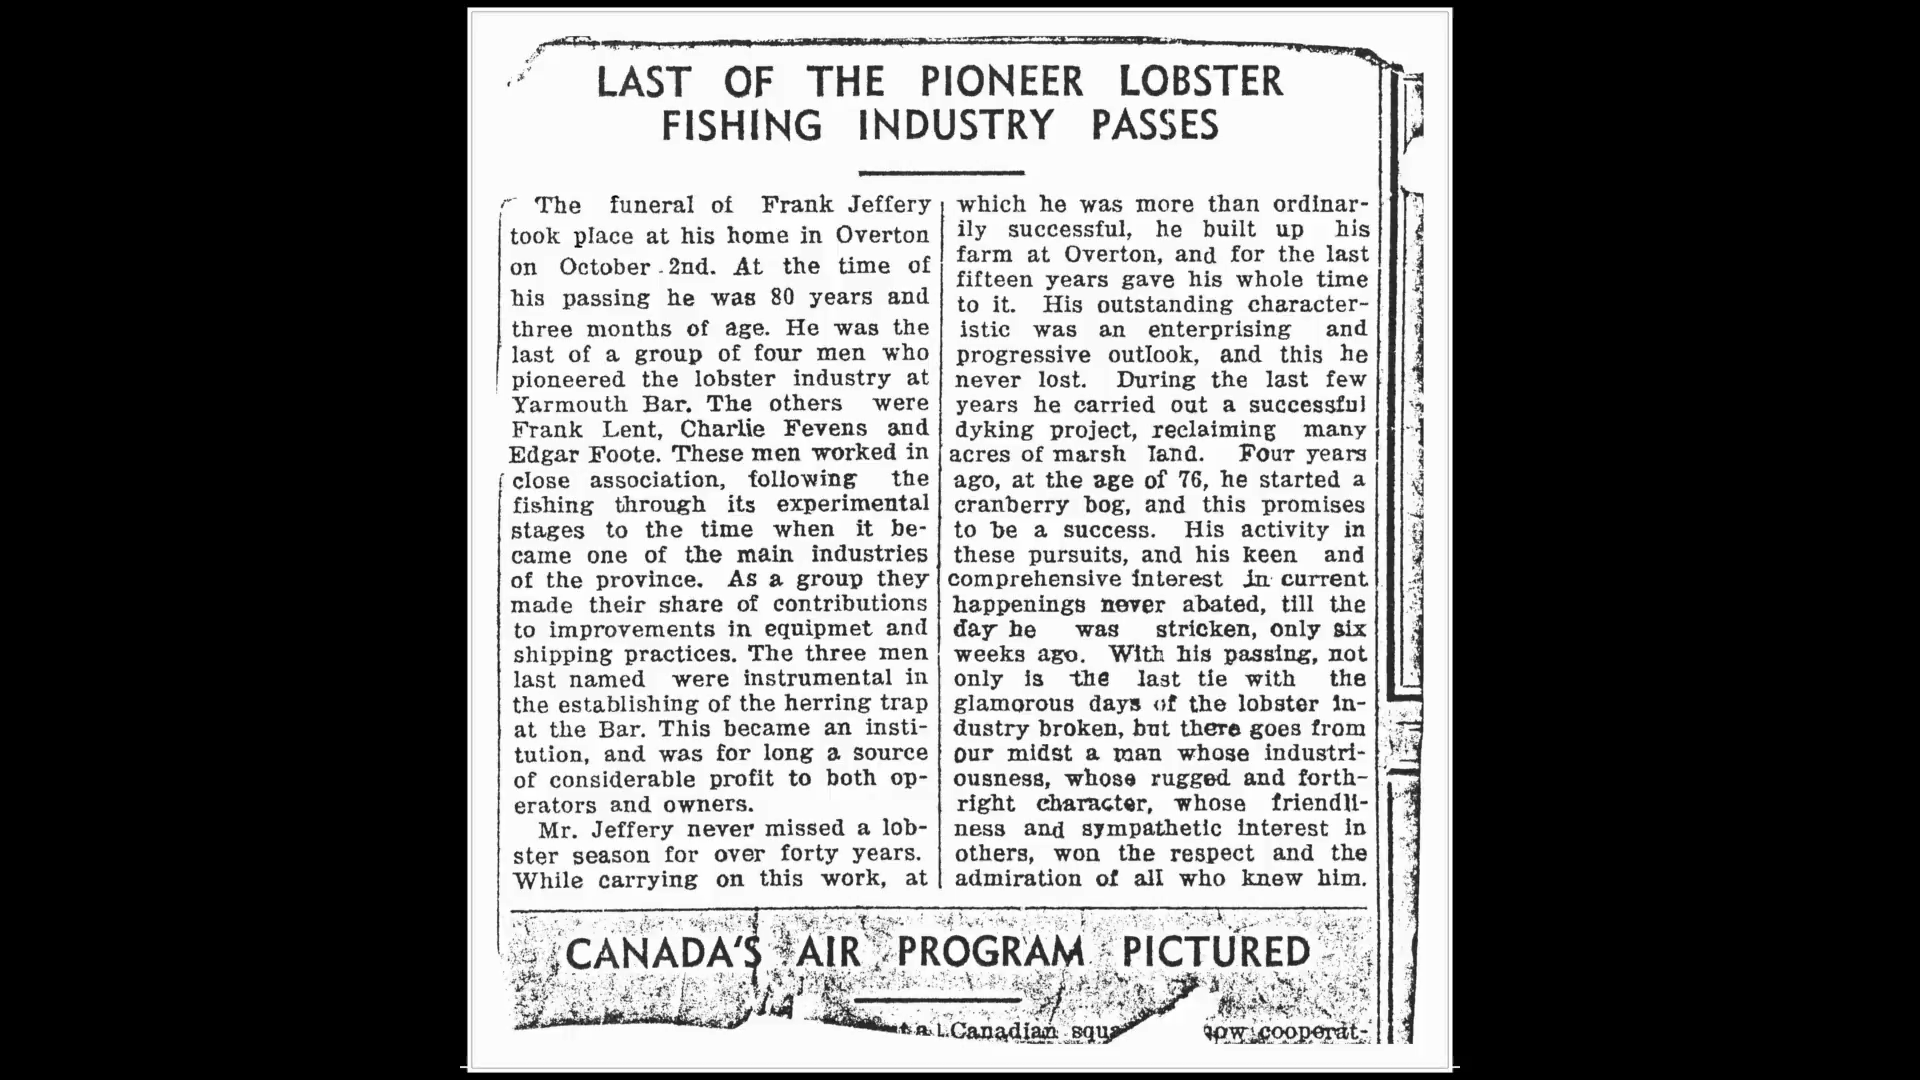 LAST OF THE PIONEER LOBSTER
FISHING INDUSTRY PASSES
The funeral of Frank Jeffery
took place at his home in Overton
on October 2nd. At the time of
his passing he was 80 years and
three months of age. He was the
last of a group of four men who
pioneered the lobster industry at
Yarmouth Bar. The others were
Frank Lent, Charlie Fevens and
Edgar Foote. These men worked in
close association, following the
fishing through its experimental
stages to the time when it be-
came one of the main industries
of the province. As a group they
made their share of contributions
to improvements in equipmet and
shipping practices. The three men
last named were instrumental in
the establishing of the herring trap
at the Bar. This became an insti-
tution, and was for long a source
of considerable profit to both op-
erators and owners.
Mr. Jeffery never missed a lob-
ster season for over forty years.
While carrying on this work, at
which he was more than ordinar-
ily successful, he built up his
farm at Overton, and for the last
fifteen years gave his whole time
to it. His outstanding character-
istic was an enterprising and
progressive outlook, and this he
never lost. During the last few
years he carried out a successful
dyking project, reclaiming many
acres of marsh land. Four years
ago, at the age of 76, he started a
cranberry bog, and this promises
to be a success. His activity in
these pursuits, and his keen and
comprehensive interest in current
happenings never abated, till the
day he was stricken, only six
weeks ago. With his passing, not
only is the last tie with the
glamorous days of the lobster in-
dustry broken, but there goes from
our midst a man whose industri-
ousness, whose rugged and forth-
right character, whose friendli-
ness and sympathetic interest in
others, won the respect and the
admiration of all who knew him.
CANADA'S AIR PROGRAM PICTURED
Canadian cooperat-